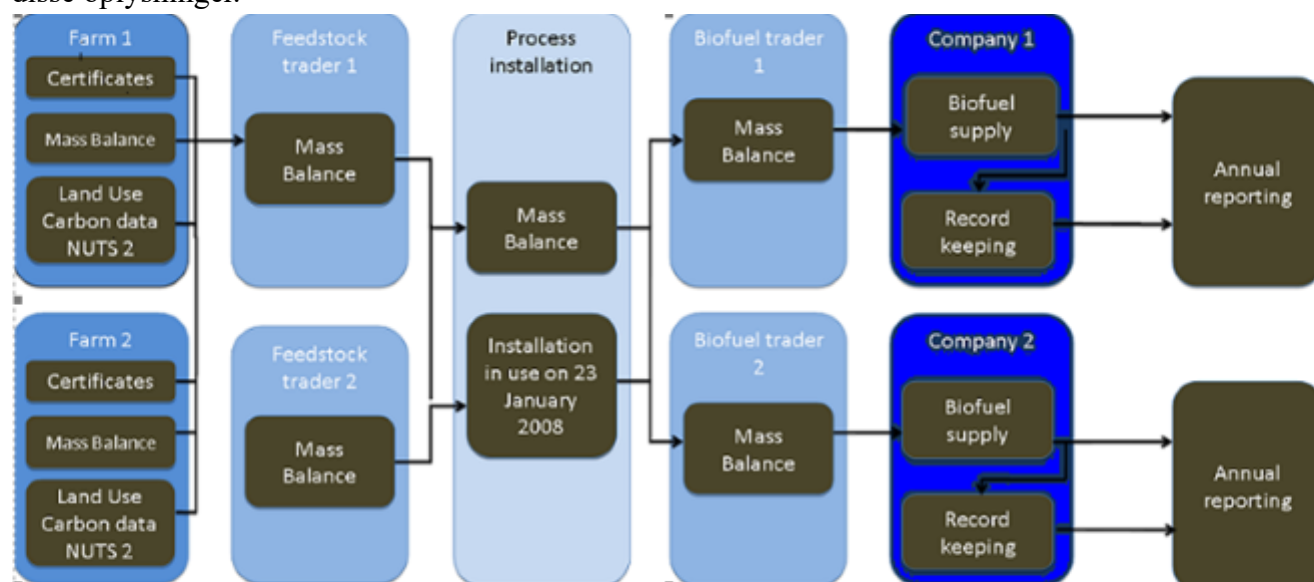 disse oplysninger.
Farm 1
Certificates
Mass Balance
Land Use
Carbon data
NUTS 2
Feedstock
trader 1
Mass
Balance
Process
installation
Mass
Balance
Installation
in use on 23
January
2008
Biofuel trader
1
Mass
Balance
Company 1
Biofuel
supply
Record
keeping
Annual
reporting
Farm 2
Certificates
Mass Balance
Land Use
Carbon data
NUTS 2
Feedstock
trader 2
Mass
Balance
Biofuel trader
2
Mass
Balance
Company 2
Biofuel
supply
Record
keeping
Annual
reporting